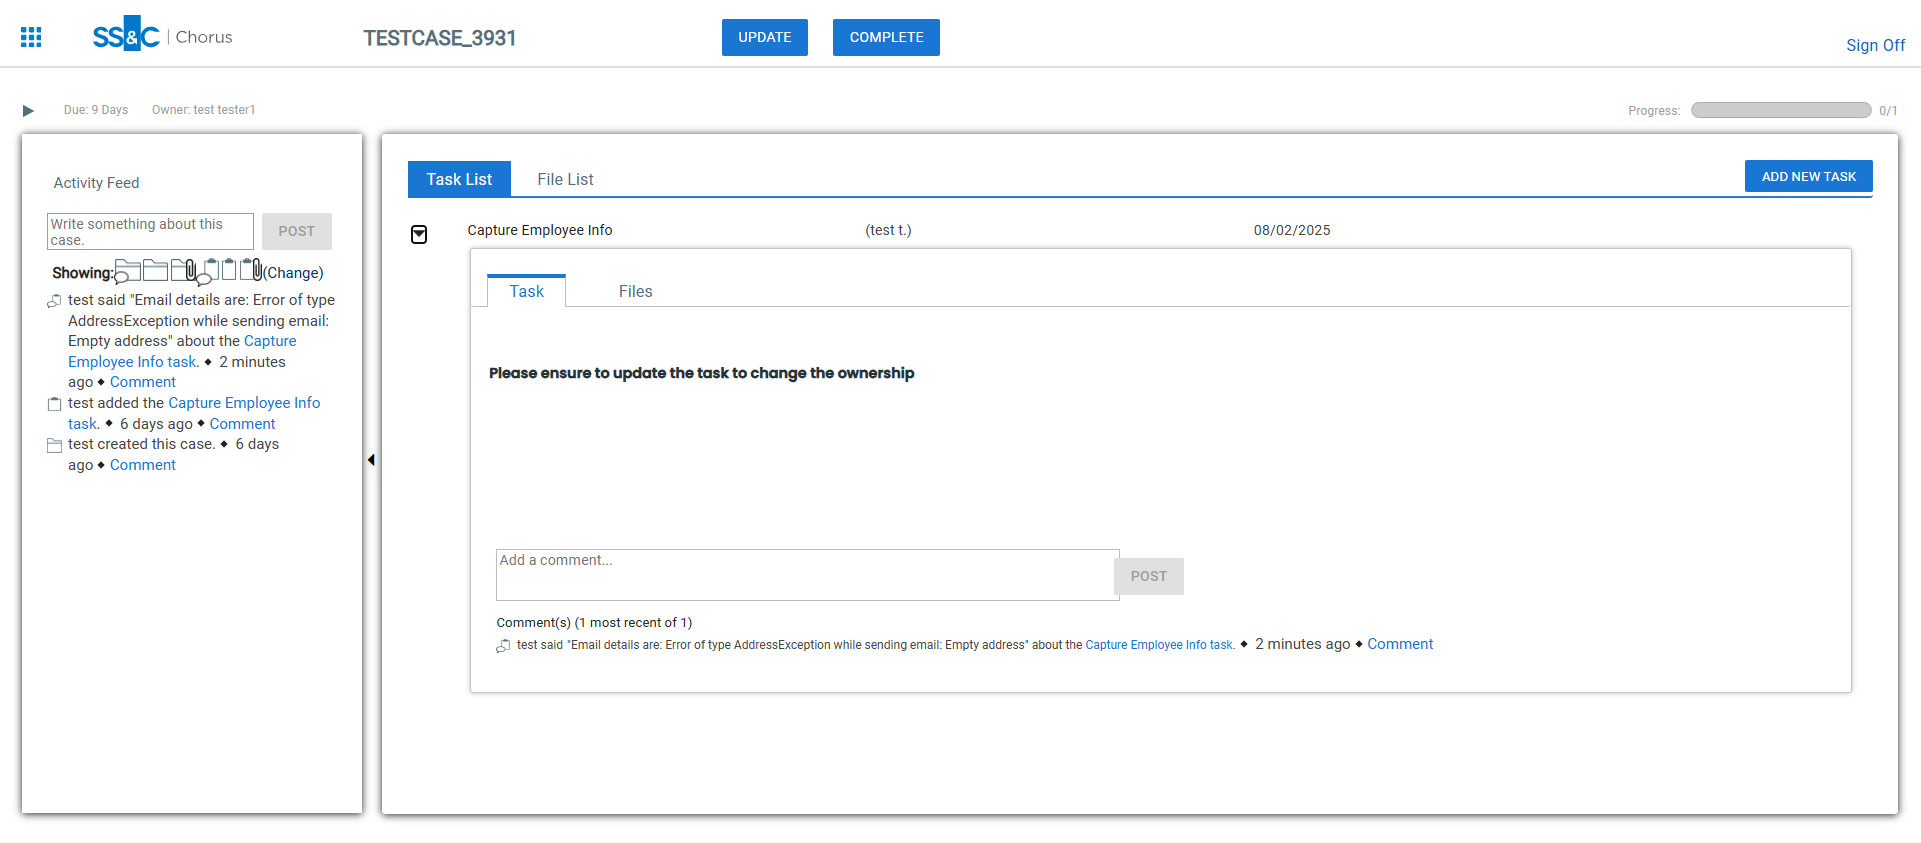 SS&C | Chorus
TESTCASE_3931
UPDATE
COMPLETE
Sign Off
Due: 9 Days
Owner: test tester1
Progress:
0/1
Activity Feed
Write something about this
case.
POST
Showing:
(Change)
test said "Email details are: Error of type
AddressException while sending email:
Empty address" about the Capture
Employee Info task. ◆ 2 minutes
ago ◆ Comment
test added the Capture Employee Info
task. ◆ 6 days ago ◆ Comment
test created this case. ◆ 6 days
ago ◆ Comment
Task List
File List
ADD NEW TASK
Capture Employee Info
(test t.)
08/02/2025
Task
Files
Please ensure to update the task to change the ownership
Add a comment...
POST
Comment(s) (1 most recent of 1)
test said "Email details are: Error of type AddressException while sending email: Empty address" about the Capture Employee Info task. ◆ 2 minutes ago ◆ Comment